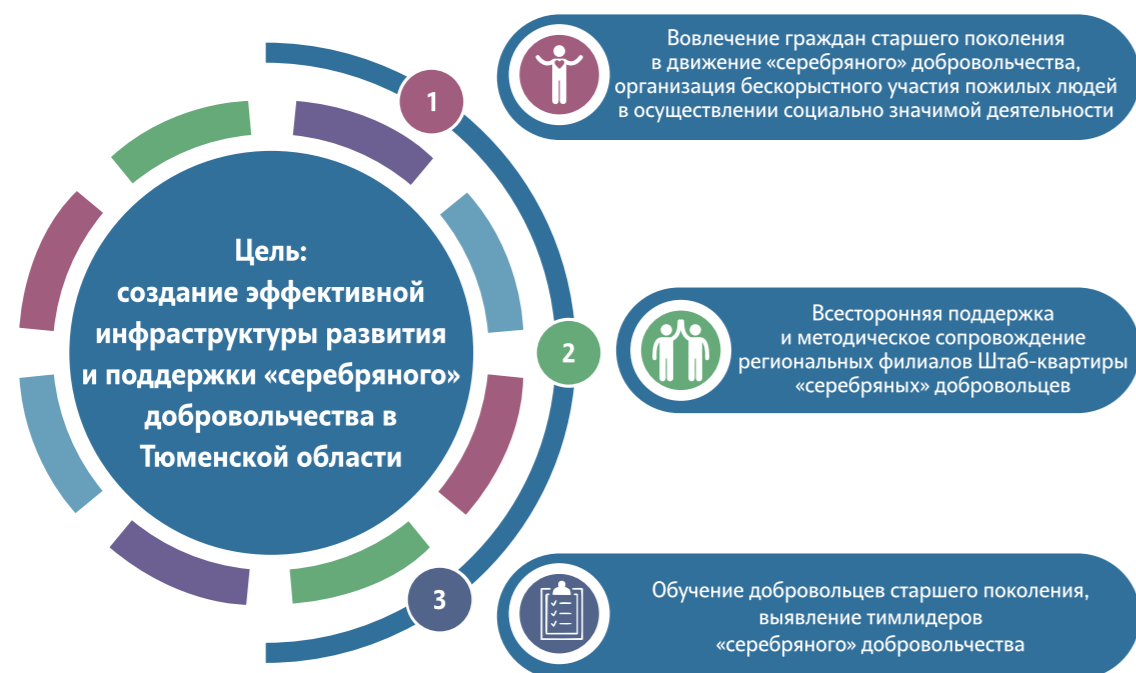 Цель:
создание эффективной
инфраструктуры развития
и поддержки «серебряного»
добровольчества в
Тюменской области
1
Вовлечение граждан старшего поколения
в движение «серебряного» добровольчества,
организация бескорыстного участия пожилых людей
в осуществлении социально значимой деятельности
2
Всесторонняя поддержка
и методическое сопровождение
региональных филиалов Штаб-квартиры
«серебряных» добровольцев
3
Обучение добровольцев старшего поколения,
выявление тимлидеров
«серебряного» добровольчества